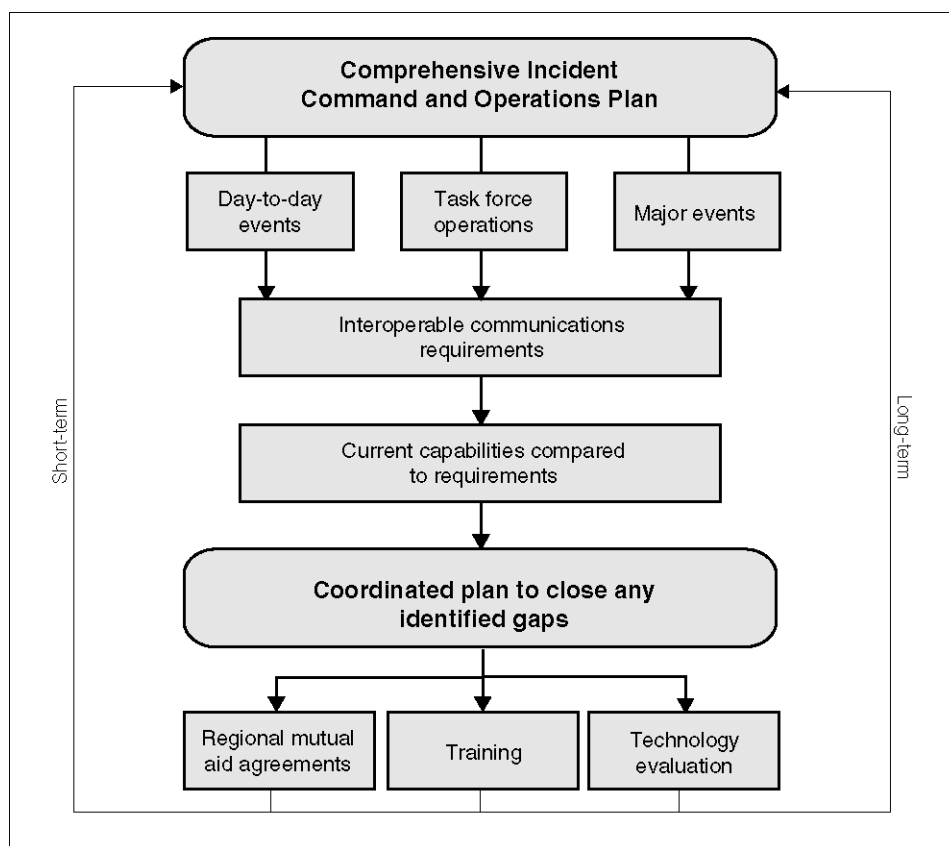 Comprehensive Incident
Command and Operations Plan
Day-to-day
events
Task force
operations
Major events
Interoperable communications
requirements
Current capabilities compared
to requirements
Short-term
Long-term
Coordinated plan to close any
identified gaps
Regional mutual
aid agreements
Training
Technology
evaluation